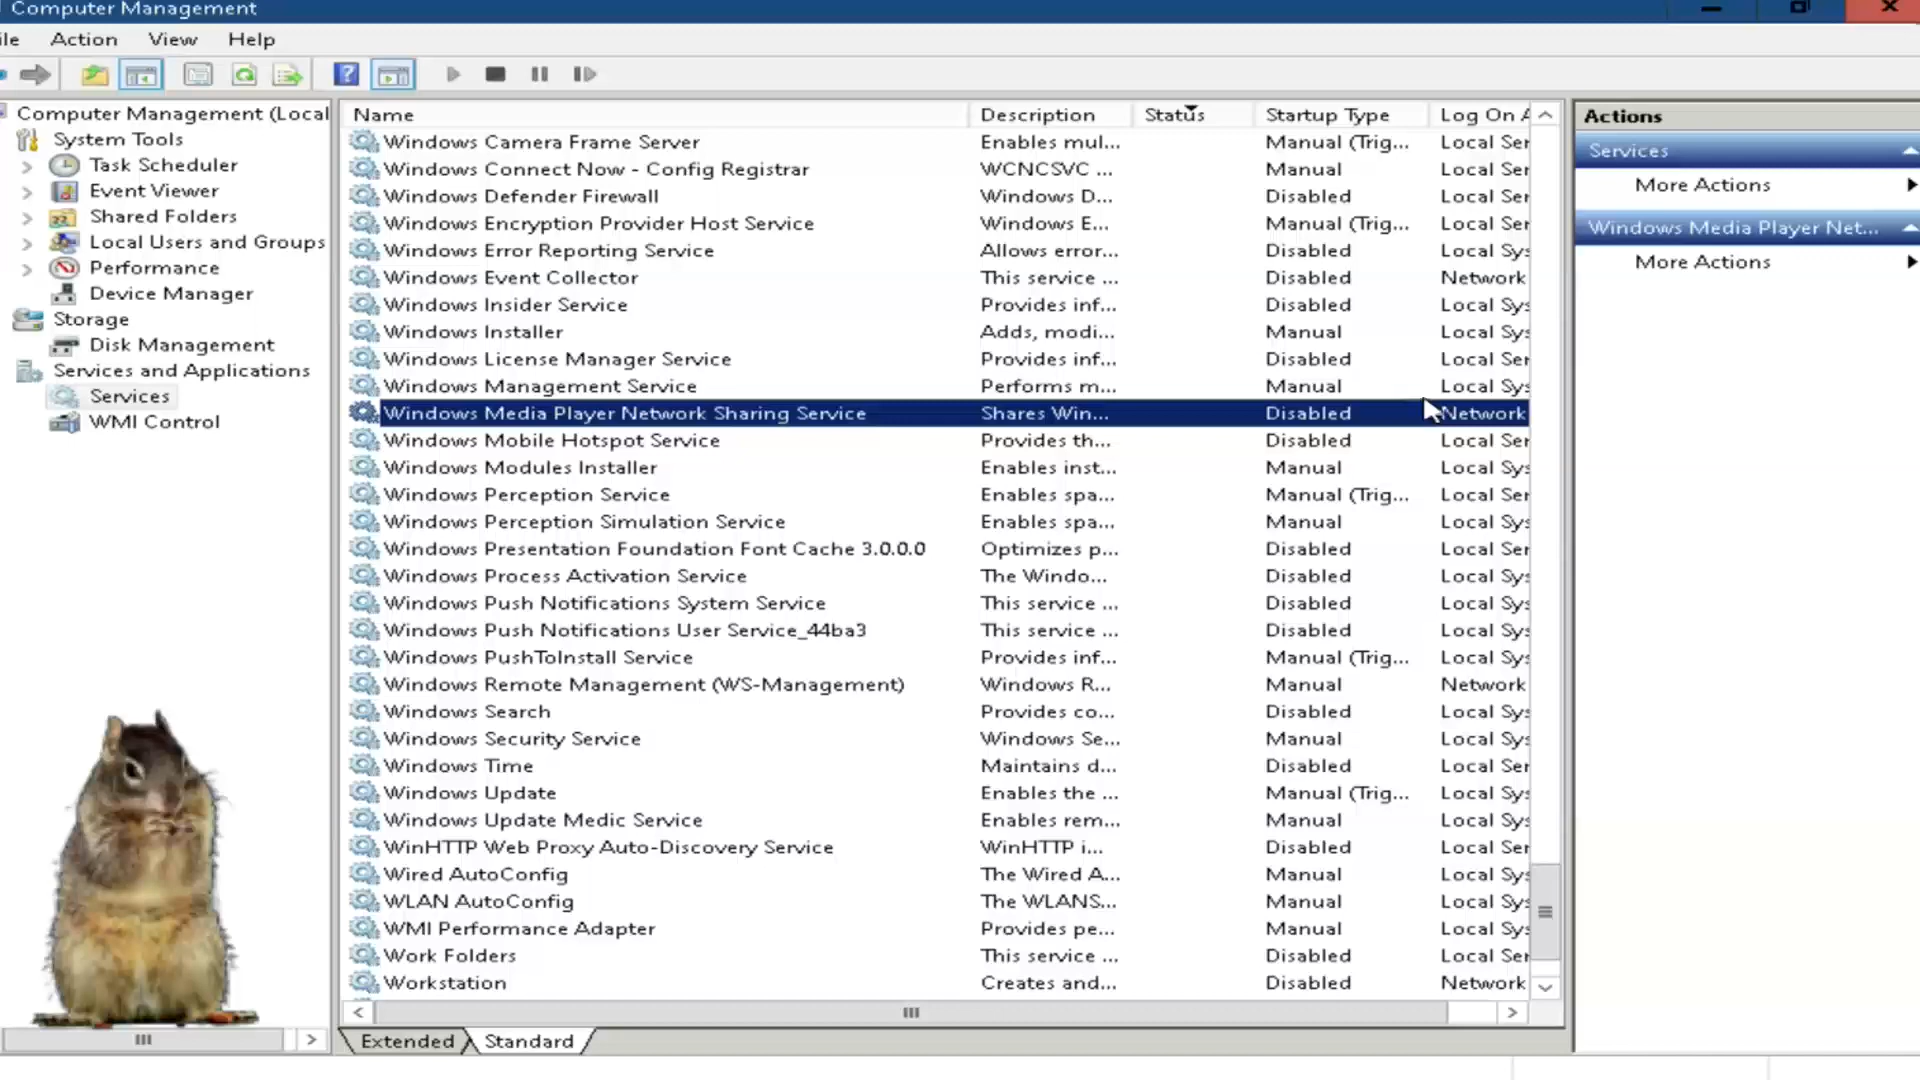 Computer Management
ile Action View Help
Computer Management (Local
System Tools
Task Scheduler
Event Viewer
Shared Folders
Local Users and Groups
Performance
Device Manager
Storage
Disk Management
Services and Applications
Services
WMI Control
Name Description Status Startup Type Log On A
Windows Camera Frame Server Enables mul... Manual (Trig... Local Ser
Windows Connect Now - Config Registrar WCNCSVC ... Manual Local Ser
Windows Defender Firewall Windows D... Disabled Local Ser
Windows Encryption Provider Host Service Windows E... Manual (Trig... Local Ser
Windows Error Reporting Service Allows error... Disabled Local Sys
Windows Event Collector This service ... Disabled Network
Windows Insider Service Provides inf... Disabled Local Sys
Windows Installer Adds, modi... Manual Local Sys
Windows License Manager Service Provides inf... Disabled Local Ser
Windows Management Service Performs m... Manual Local Sys
Windows Media Player Network Sharing Service Shares Win... Disabled Network
Windows Mobile Hotspot Service Provides th... Disabled Local Ser
Windows Modules Installer Enables inst... Manual Local Sys
Windows Perception Service Enables spa... Manual (Trig... Local Ser
Windows Perception Simulation Service Enables spa... Manual Local Sys
Windows Presentation Foundation Font Cache 3.0.0.0 Optimizes p... Disabled Local Ser
Windows Process Activation Service The Windo... Disabled Local Sys
Windows Push Notifications System Service This service ... Disabled Local Sys
Windows Push Notifications User Service_44ba3 This service ... Disabled Local Sys
Windows PushToInstall Service Provides inf... Manual (Trig... Local Sys
Windows Remote Management (WS-Management) Windows R... Manual Network
Windows Search Provides co... Disabled Local Sys
Windows Security Service Windows Se... Manual Local Sys
Windows Time Maintains d... Disabled Local Ser
Windows Update Enables the ... Manual (Trig... Local Sys
Windows Update Medic Service Enables rem... Manual Local Sys
WinHTTP Web Proxy Auto-Discovery Service WinHTTP i... Disabled Local Ser
Wired AutoConfig The Wired A... Manual Local Sys
WLAN AutoConfig The WLANS... Manual Local Sys
WMI Performance Adapter Provides pe... Manual Local Sys
Work Folders This service ... Disabled Local Ser
Workstation Creates and... Disabled Network
Extended Standard
Actions
Services
More Actions
Windows Media Player Net...
More Actions